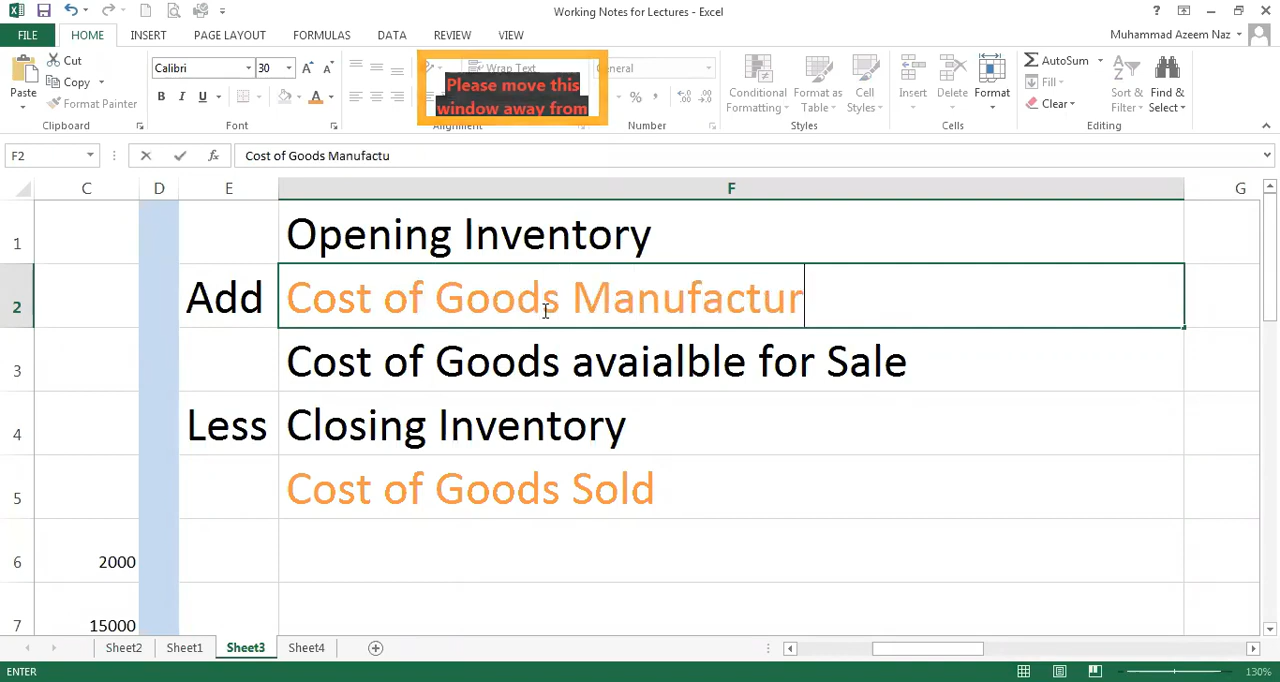 Working Notes for Lectures - Excel
FILE HOME INSERT PAGE LAYOUT FORMULAS DATA REVIEW VIEW Muhammad Azeem Naz
Paste Cut Copy Format Painter Clipboard
Calibri 30 B I U Font
Please move this
window away from
Wrap Text Alignment
General % Number
Conditional Formatting Format as Table Cell Styles Styles
Insert Delete Format Cells
AutoSum Fill Clear Sort & Filter Find & Select Editing
F2 fx Cost of Goods Manufactu
C D E F G
1 Opening Inventory
2 Add Cost of Goods Manufactur
3 Cost of Goods avaialble for Sale
4 Less Closing Inventory
5 Cost of Goods Sold
6 2000
7 15000
Sheet2 Sheet1 Sheet3 Sheet4
ENTER 130%